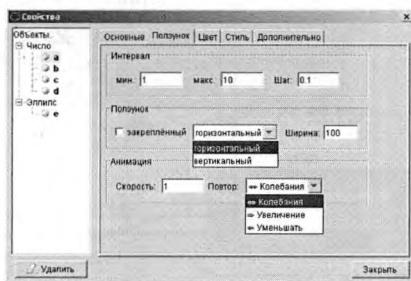 Свойства
Объекты.
Число
a
b
c
d
Эллипс
e
Основные Ползунок Цвет Стиль Дополнительно
Интервал
мин. 1 макс. 10 Шаг: 0.1
Ползунок
закреплённый горизонтальный Ширина: 100
горизонтальный
вертикальный
Анимация
Скорость: 1 Повтор: ⇔ Колебания
⇔ Колебания
⇒ Увеличение
⇐ Уменьшать
Удалить Закрыть